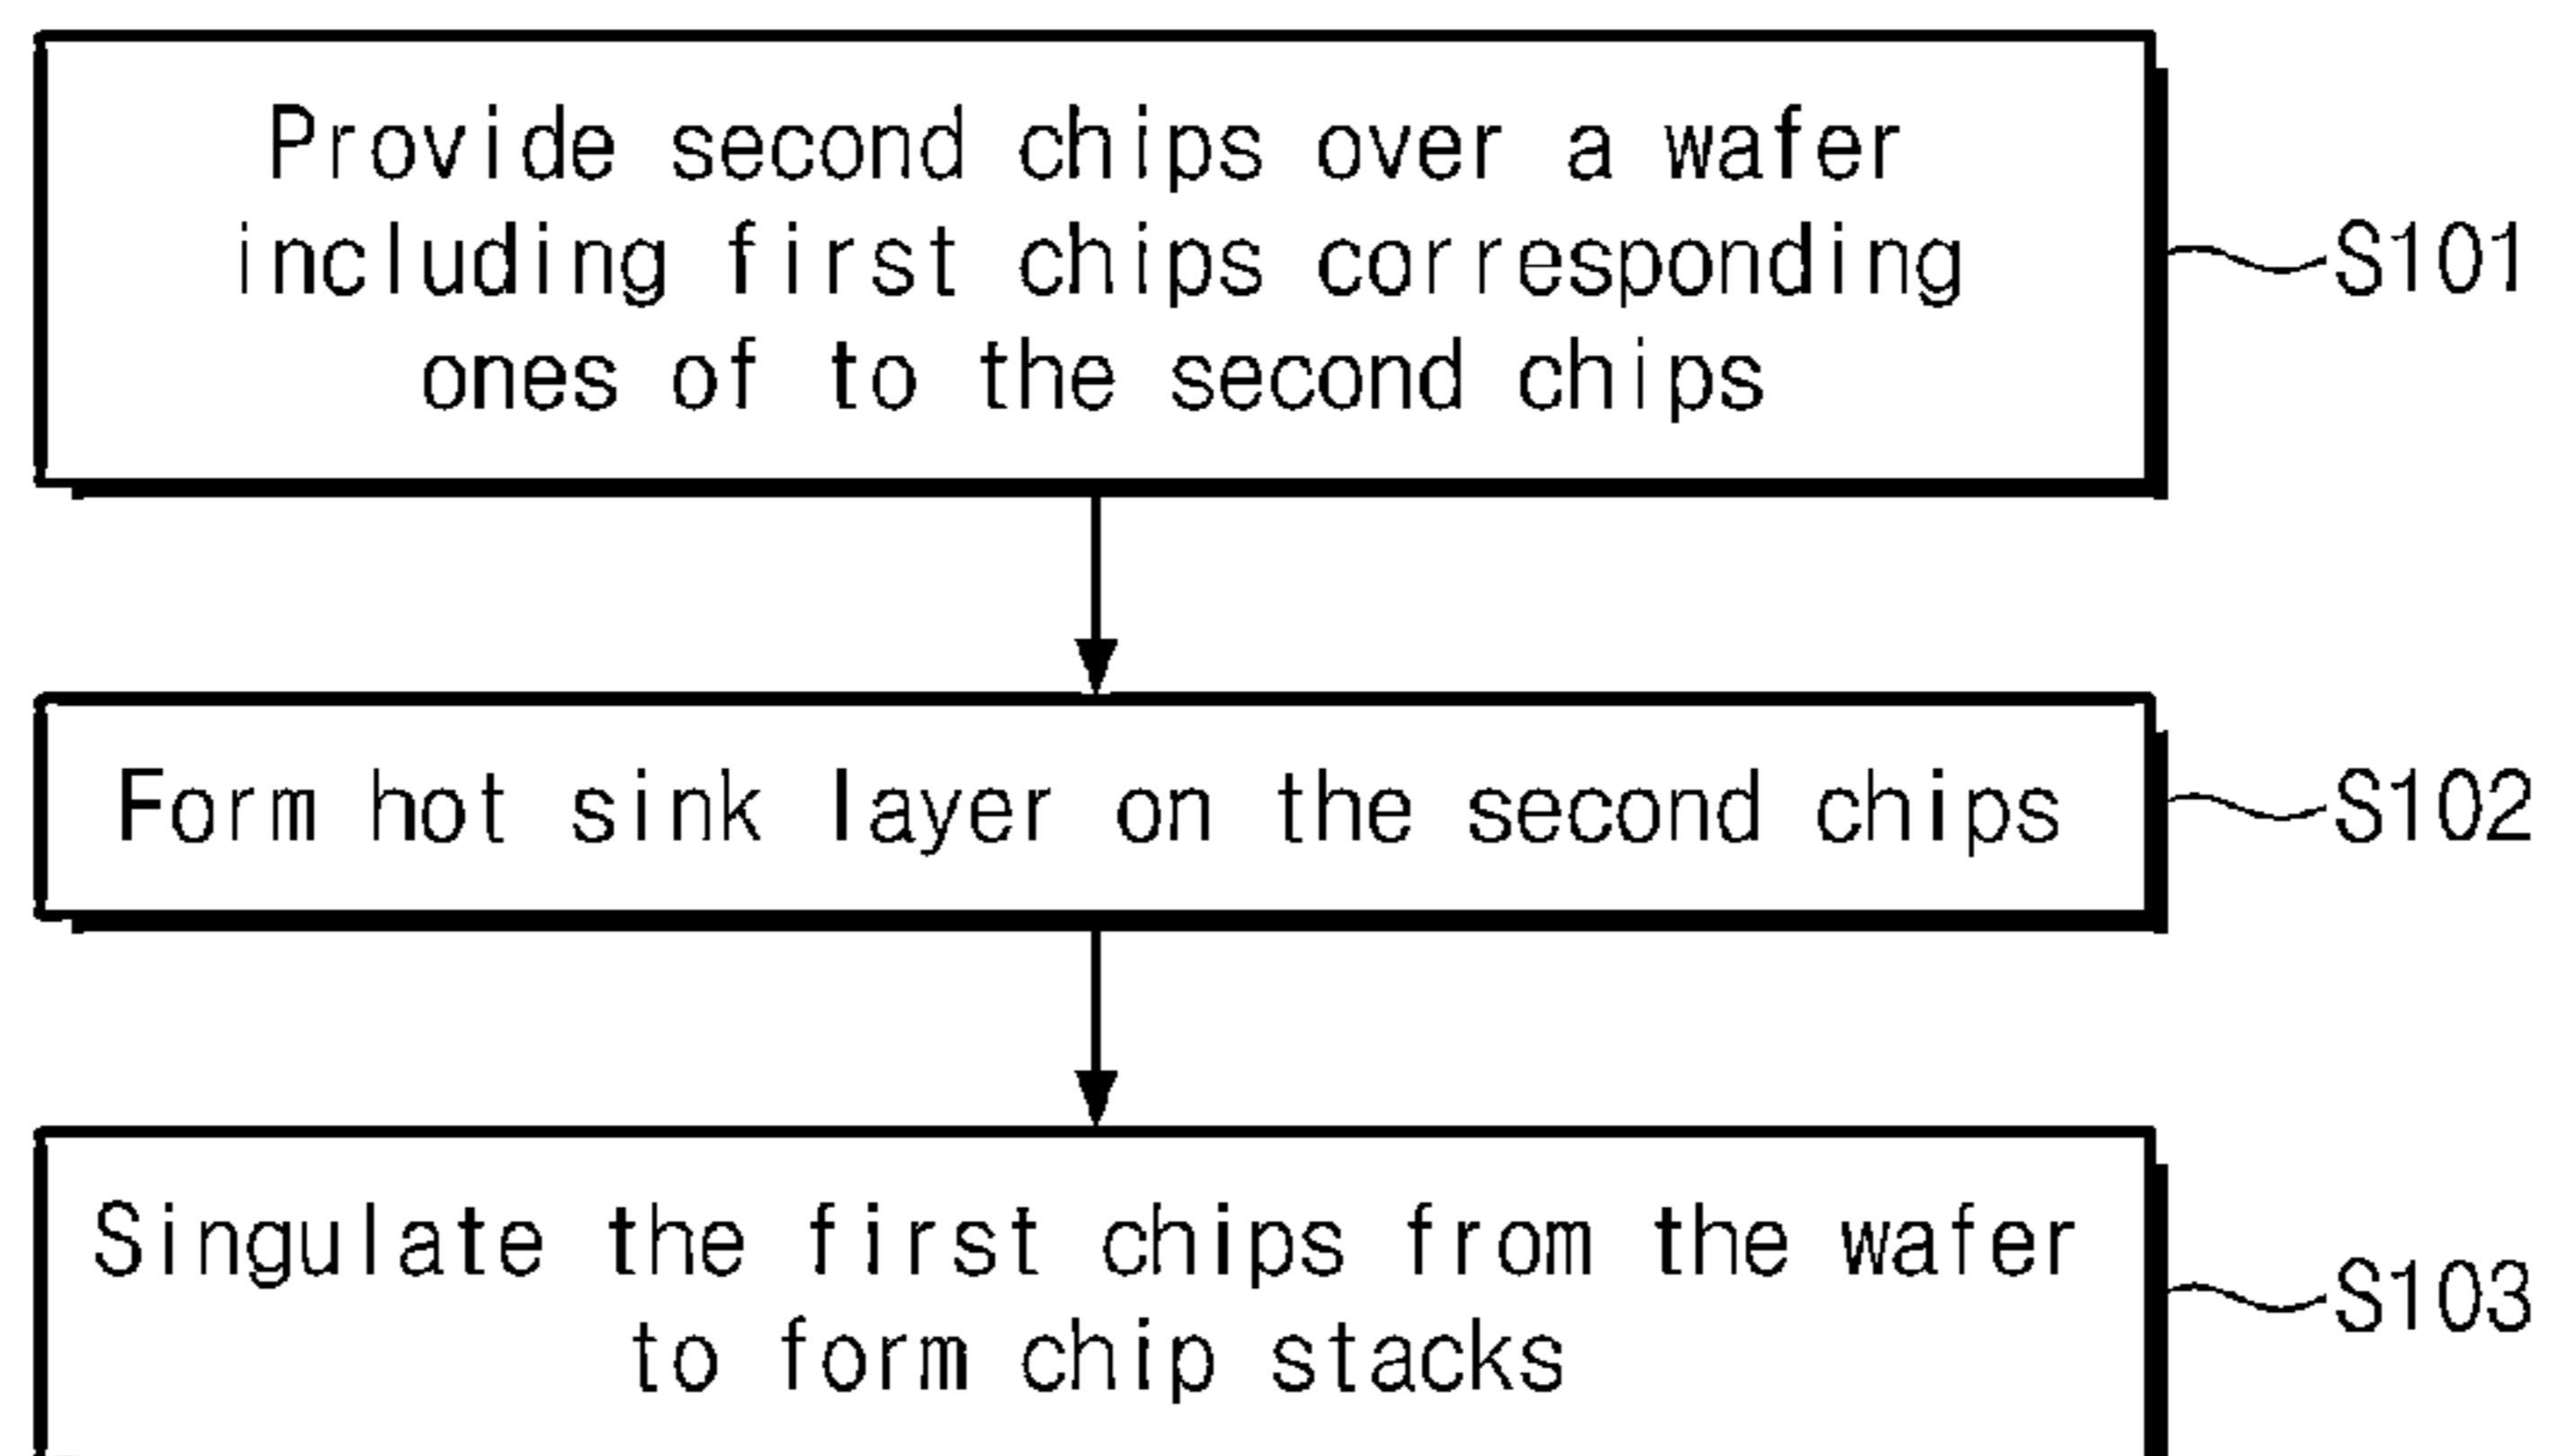 Provide second chips over a wafer
including first chips corresponding
ones of to the second chips
S101
Form hot sink layer on the second chips
S102
Singulate the first chips from the wafer
to form chip stacks
S103